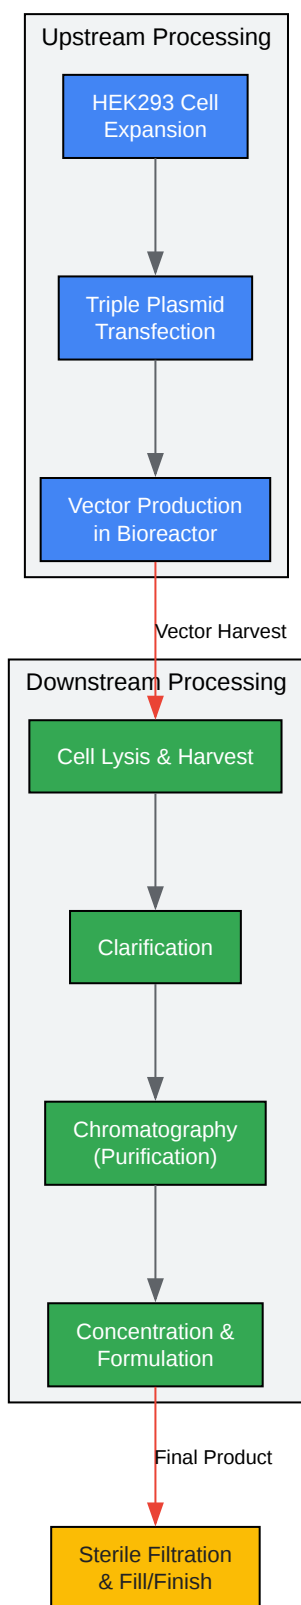 Upstream Processing
HEK293 Cell
Expansion
Triple Plasmid
Transfection
Vector Production
in Bioreactor
Vector Harvest
Downstream Processing
Cell Lysis & Harvest
Clarification
Chromatography
(Purification)
Concentration &
Formulation
Final Product
Sterile Filtration
& Fill/Finish